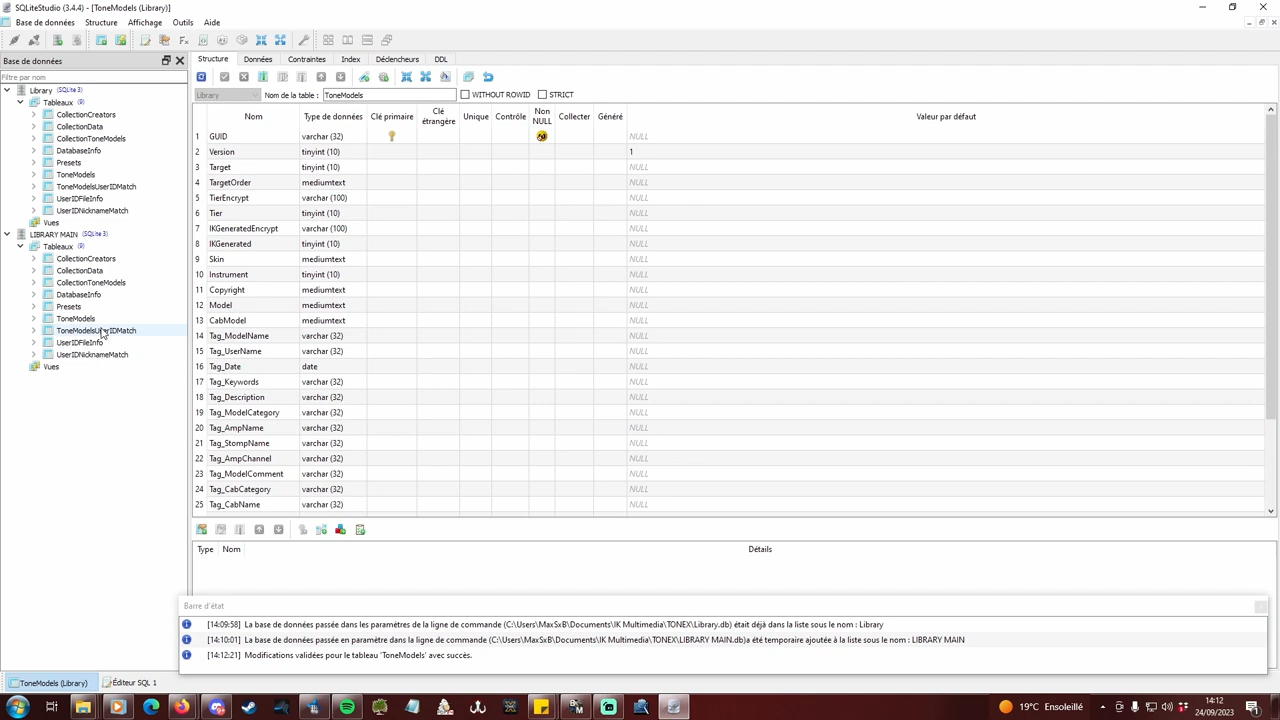 SQLiteStudio (3.4.4) - [ToneModels (Library)]
Base de données Structure Affichage Outils Aide
Base de données
Filtre par nom
Library (SQLite 3)
Tableaux (9)
CollectionCreators
CollectionData
CollectionToneModels
DatabaseInfo
Presets
ToneModels
ToneModelsUserIDMatch
UserIDFileInfo
UserIDNicknameMatch
Vues
LIBRARY MAIN (SQLite 3)
Tableaux (9)
CollectionCreators
CollectionData
CollectionToneModels
DatabaseInfo
Presets
ToneModels
ToneModelsUserIDMatch
UserIDFileInfo
UserIDNicknameMatch
Vues
Structure Données Contraintes Index Déclencheurs DDL
Library Nom de la table : ToneModels WITHOUT ROWID STRICT
Nom Type de données Clé primaire Clé étrangère Unique Contrôle Non NULL Collecter Généré Valeur par défaut
1 GUID varchar (32) NULL
2 Version tinyint (10) 1
3 Target tinyint (10) NULL
4 TargetOrder mediumtext NULL
5 TierEncrypt varchar (100) NULL
6 Tier tinyint (10) NULL
7 IKGeneratedEncrypt varchar (100) NULL
8 IKGenerated tinyint (10) NULL
9 Skin mediumtext NULL
10 Instrument tinyint (10) NULL
11 Copyright mediumtext NULL
12 Model mediumtext NULL
13 CabModel mediumtext NULL
14 Tag_ModelName varchar (32) NULL
15 Tag_UserName varchar (32) NULL
16 Tag_Date date NULL
17 Tag_Keywords varchar (32) NULL
18 Tag_Description varchar (32) NULL
19 Tag_ModelCategory varchar (32) NULL
20 Tag_AmpName varchar (32) NULL
21 Tag_StompName varchar (32) NULL
22 Tag_AmpChannel varchar (32) NULL
23 Tag_ModelComment varchar (32) NULL
24 Tag_CabCategory varchar (32) NULL
25 Tag_CabName varchar (32) NULL
Type Nom Détails
Barre d'état
[14:09:58] La base de données passée dans les paramètres de la ligne de commande (C:\Users\MaxSxB\Documents\IK Multimedia\TONEX\Library.db) était déjà dans la liste sous le nom : Library
[14:10:01] La base de données passée en paramètre dans la ligne de commande (C:\Users\MaxSxB\Documents\IK Multimedia\TONEX\LIBRARY MAIN.db)a été temporaire ajoutée à la liste sous le nom : LIBRARY MAIN
[14:12:21] Modifications validées pour le tableau 'ToneModels' avec succès.
ToneModels (Library) Éditeur SQL 1
19°C Ensoleillé
14:12
24/09/2023